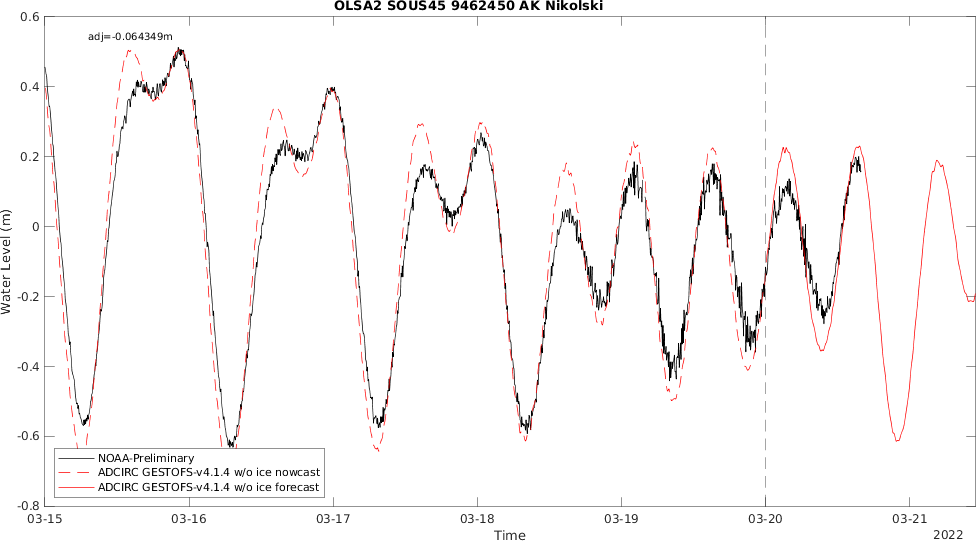 OLSA2 SOUS45 9462450 AK Nikolski
adj=-0.064349m
0.6
0.4
0.2
0
-0.2
-0.4
-0.6
-0.8
Water Level (m)
NOAA-Preliminary
ADCIRC GESTOFS-v4.1.4 w/o ice nowcast
ADCIRC GESTOFS-v4.1.4 w/o ice forecast
03-15 03-16 03-17 03-18 03-19 03-20 03-21
Time
2022